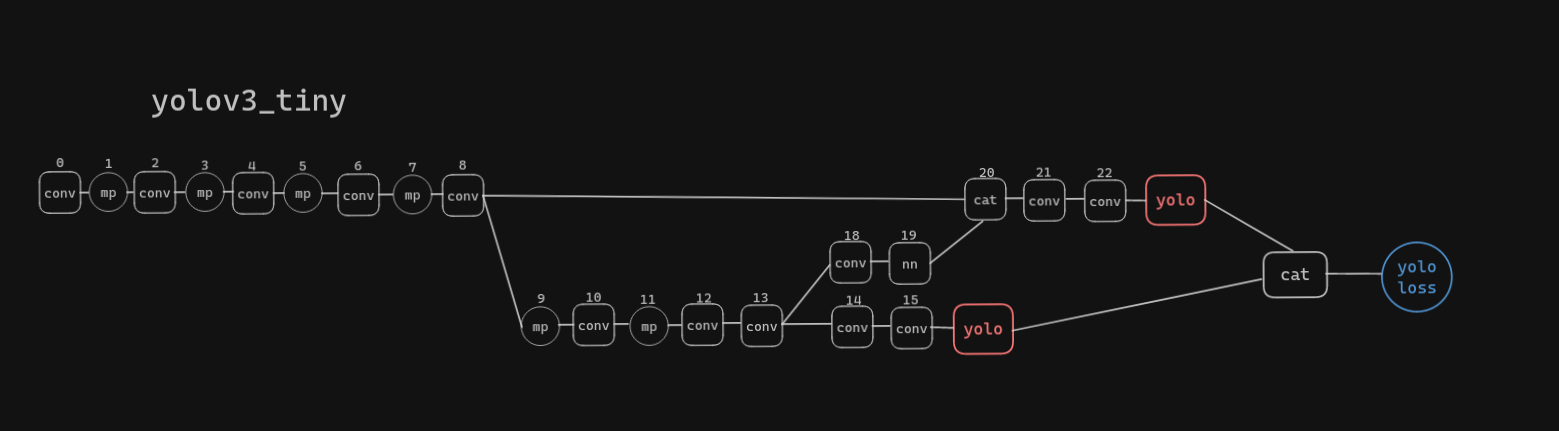 yolov3_tiny
0 1 2 3 4 5 6 7 8
conv mp conv mp conv mp conv mp conv
20 21 22
cat conv conv yolo
18 19
conv nn
cat
yolo
loss
9 10 11 12 13 14 15
mp conv mp conv conv conv conv yolo